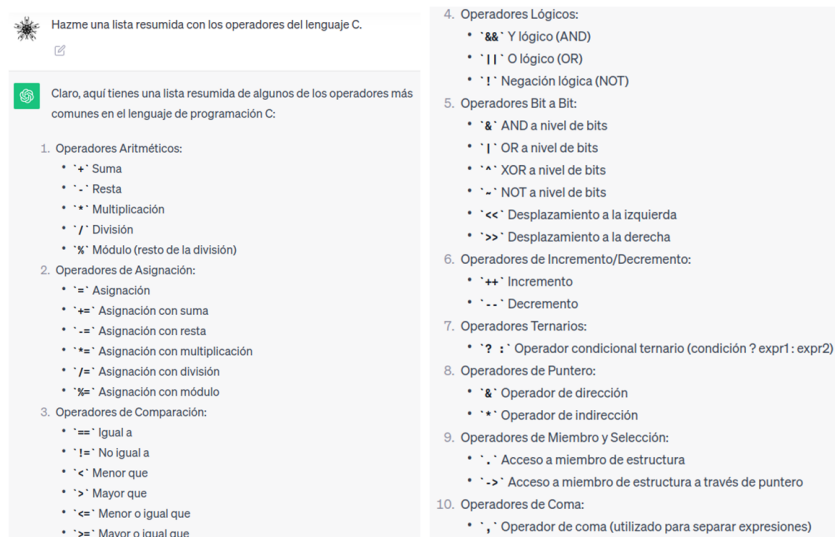 Hazme una lista resumida con los operadores del lenguaje C.
Claro, aquí tienes una lista resumida de algunos de los operadores más
comunes en el lenguaje de programación C:
1. Operadores Aritméticos:
• `+` Suma
• `-` Resta
• `*` Multiplicación
• `/` División
• `%` Módulo (resto de la división)
2. Operadores de Asignación:
• `=` Asignación
• `+=` Asignación con suma
• `-=` Asignación con resta
• `*=` Asignación con multiplicación
• `/=` Asignación con división
• `%=` Asignación con módulo
3. Operadores de Comparación:
• `==` Igual a
• `!=` No igual a
• `<` Menor que
• `>` Mayor que
• `<=` Menor o igual que
• `>=` Mayor o igual que
4. Operadores Lógicos:
• `&&` Y lógico (AND)
• `||` O lógico (OR)
• `!` Negación lógica (NOT)
5. Operadores Bit a Bit:
• `&` AND a nivel de bits
• `|` OR a nivel de bits
• `^` XOR a nivel de bits
• `~` NOT a nivel de bits
• `<<` Desplazamiento a la izquierda
• `>>` Desplazamiento a la derecha
6. Operadores de Incremento/Decremento:
• `++` Incremento
• `--` Decremento
7. Operadores Ternarios:
• `? :` Operador condicional ternario (condición ? expr1 : expr2)
8. Operadores de Puntero:
• `&` Operador de dirección
• `*` Operador de indirección
9. Operadores de Miembro y Selección:
• `.` Acceso a miembro de estructura
• `->` Acceso a miembro de estructura a través de puntero
10. Operadores de Coma:
• `,` Operador de coma (utilizado para separar expresiones)